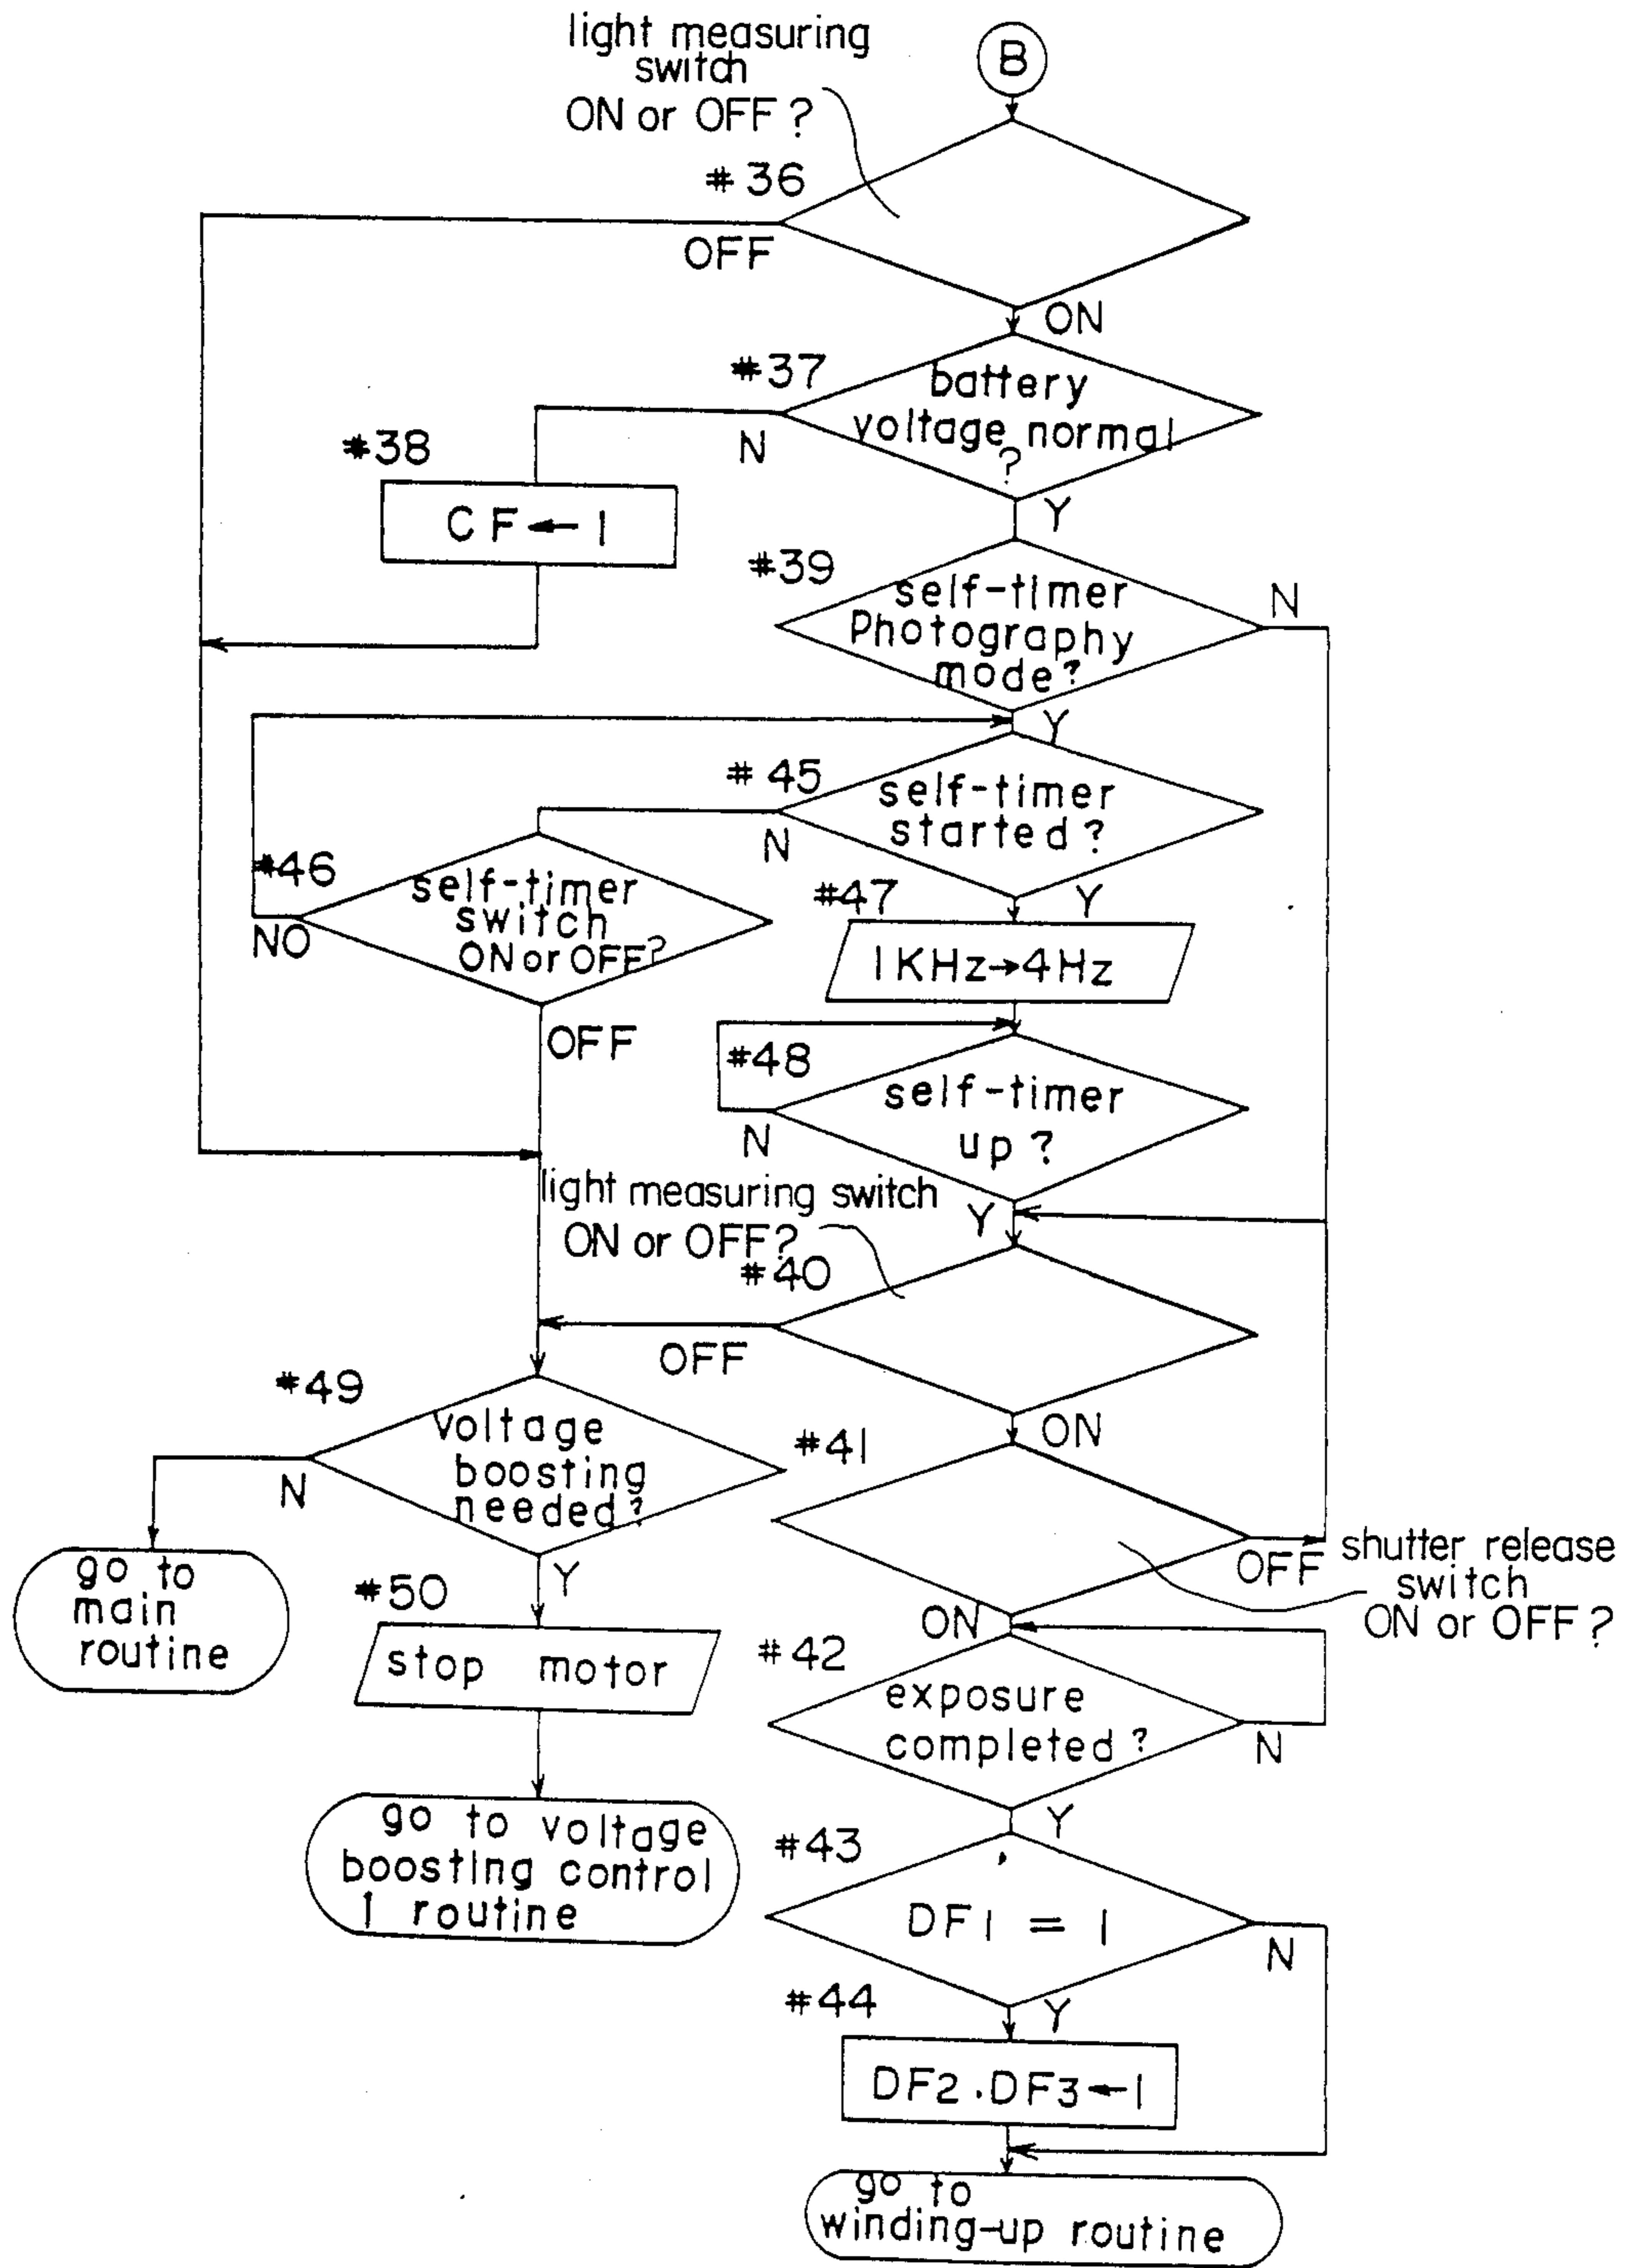 light measuring
switch
ON or OFF?
B
#36
OFF
ON
#37
battery
voltage normal
?
N
Y
#38
CF←1
#39
self-timer
Photography
mode?
N
Y
#45
self-timer
started?
N
Y
#46
self-timer
switch
ON or OFF?
NO
OFF
#47
1KHz→4Hz
#48
self-timer
up?
N
Y
light measuring switch
ON or OFF?
#40
OFF
ON
#49
voltage
boosting
needed?
N
Y
#41
OFF
shutter release
switch
ON or OFF?
ON
go to
main
routine
#50
stop motor
#42
exposure
completed?
N
Y
go to voltage
boosting control
1 routine
#43
DF1 = 1
N
Y
#44
DF2.DF3←1
go to
winding-up routine